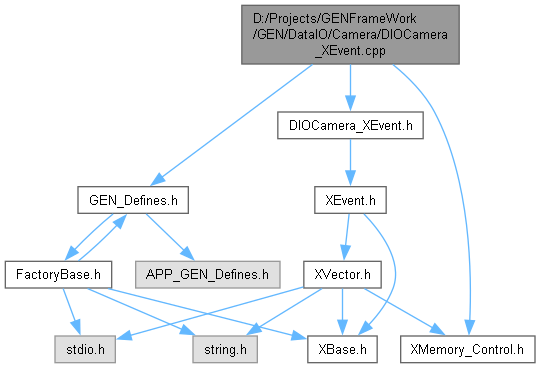 D:/Projects/GENFrameWork
/GEN/DataIO/Camera/DIOCamera
_XEvent.cpp
DIOCamera_XEvent.h
GEN_Defines.h
XEvent.h
FactoryBase.h
APP_GEN_Defines.h
XVector.h
stdio.h
string.h
XBase.h
XMemory_Control.h